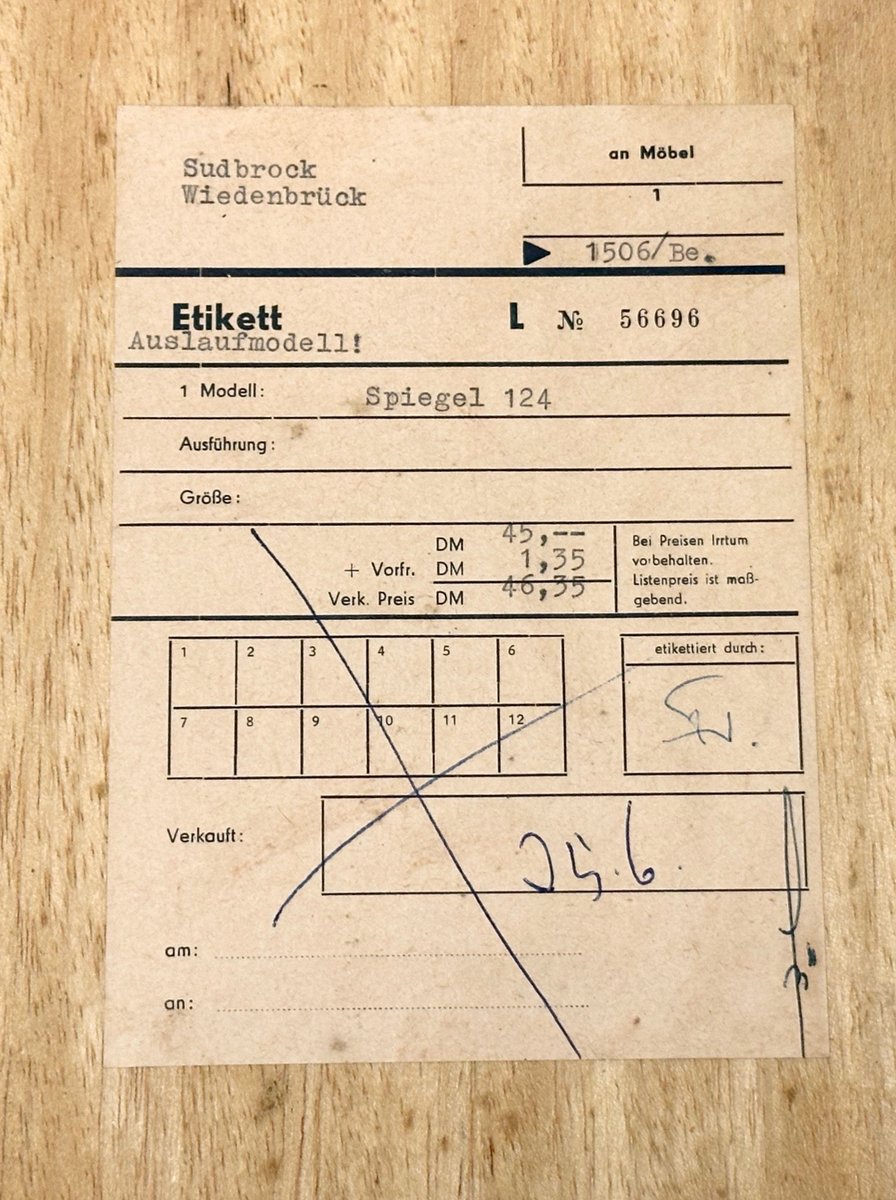 Sudbrock
Wiedenbrück
an Möbel
1
1506/Be.
Etikett
L № 56696
Auslaufmodell!
1 Modell: Spiegel 124
Ausführung:
Größe:
DM 45,--
+ Vorfr. DM 1,35
Verk. Preis DM 46,35
Bei Preisen Irrtum
vorbehalten.
Listenpreis ist maß-
gebend.
1 2 3 4 5 6
7 8 9 10 11 12
etikettiert durch:
Verkauft: 25.6.
am:
an: